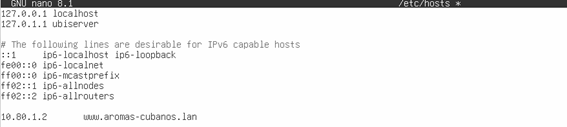 GNU nano 8.1 /etc/hosts *
127.0.0.1 localhost
127.0.1.1 ubiserver
# The following lines are desirable for IPv6 capable hosts
::1 ip6-localhost ip6-loopback
fe00::0 ip6-localnet
ff00::0 ip6-mcastprefix
ff02::1 ip6-allnodes
ff02::2 ip6-allrouters
10.80.1.2 www.aromas-cubanos.lan